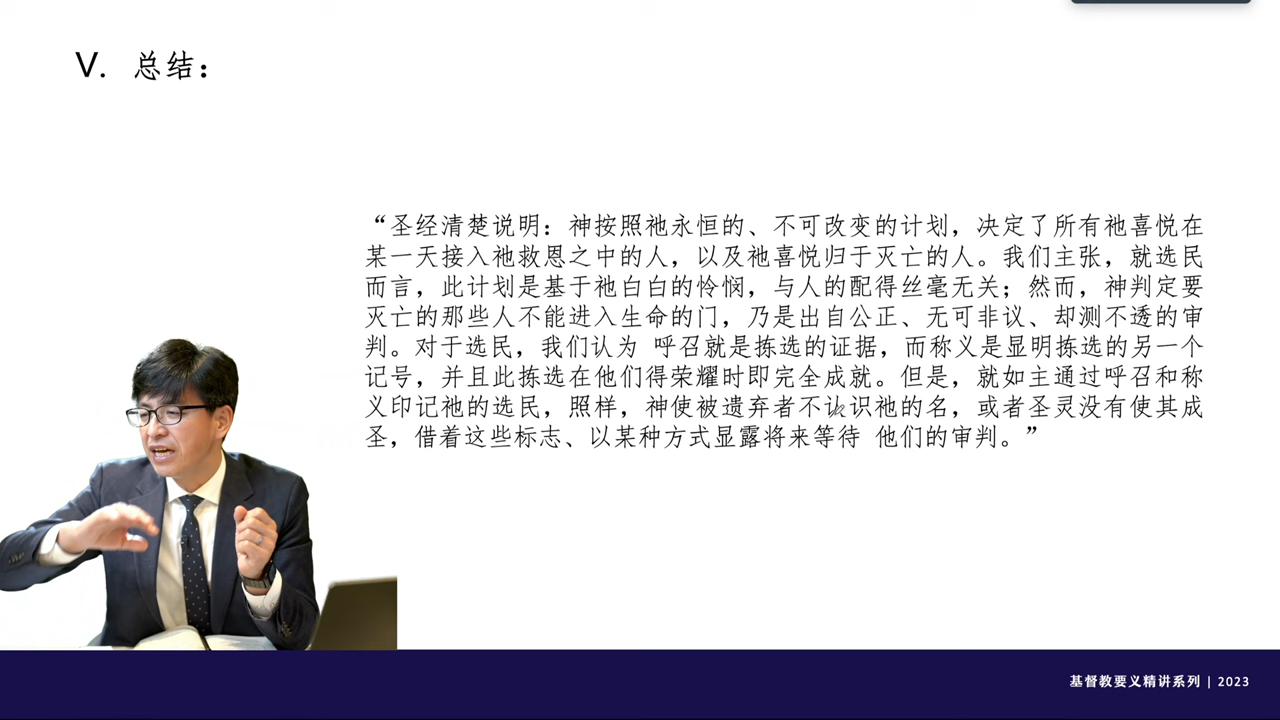 V. 总结：
“圣经清楚说明：神按照祂永恒的、不可改变的计划，决定了所有祂喜悦在
某一天接入祂救恩之中的人，以及祂喜悦归于灭亡的人。我们主张，就选民
而言，此计划是基于祂白白的怜悯，与人的配得丝毫无关；然而，神判定要
灭亡的那些人不能进入生命的门，乃是出自公正、无可非议、却测不透的审
判。对于选民，我们认为 呼召就是拣选的证据，而称义是显明拣选的另一个
记号，并且此拣选在他们得荣耀时即完全成就。但是，就如主通过呼召和称
义印记祂的选民，照样，神使被遗弃者不认识祂的名，或者圣灵没有使其成
圣，借着这些标志、以某种方式显露将来等待 他们的审判。”
基督教要义精讲系列 | 2023